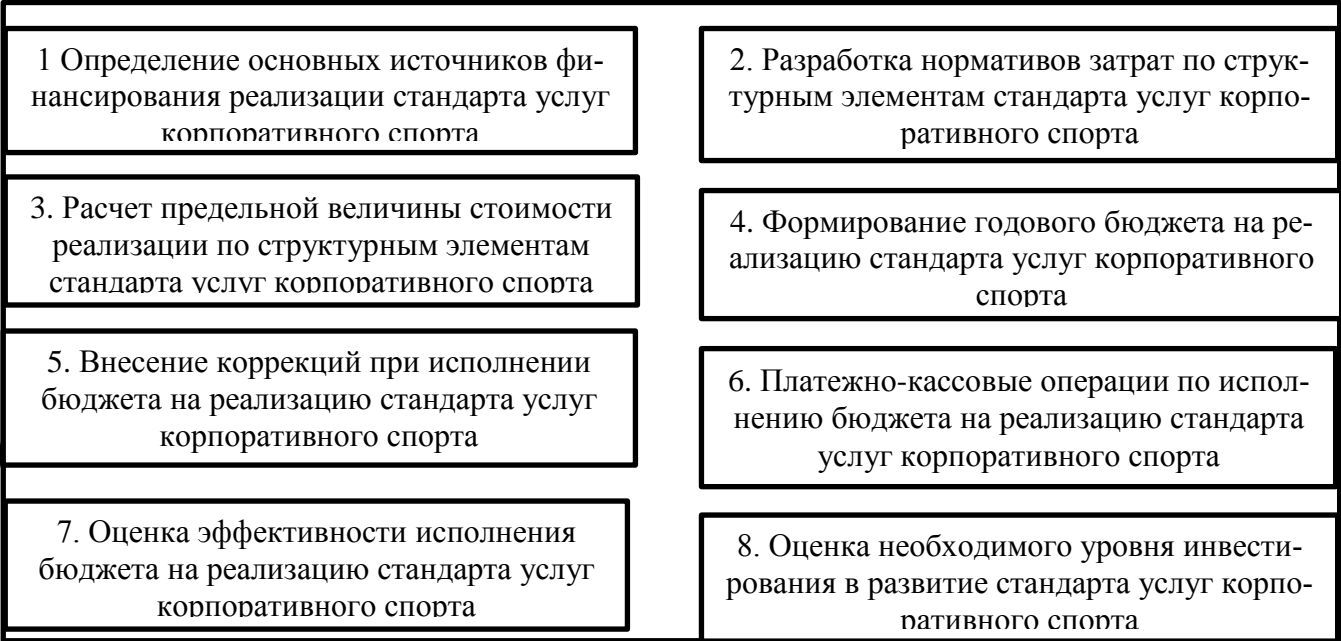 1 Определение основных источников фи-
нансирования реализации стандарта услуг
корпоративного спорта
2. Разработка нормативов затрат по струк-
турным элементам стандарта услуг корпо-
ративного спорта
3. Расчет предельной величины стоимости
реализации по структурным элементам
стандарта услуг корпоративного спорта
4. Формирование годового бюджета на ре-
ализацию стандарта услуг корпоративного
спорта
5. Внесение коррекций при исполнении
бюджета на реализацию стандарта услуг
корпоративного спорта
6. Платежно-кассовые операции по испол-
нению бюджета на реализацию стандарта
услуг корпоративного спорта
7. Оценка эффективности исполнения
бюджета на реализацию стандарта услуг
корпоративного спорта
8. Оценка необходимого уровня инвести-
рования в развитие стандарта услуг корпо-
ративного спорта